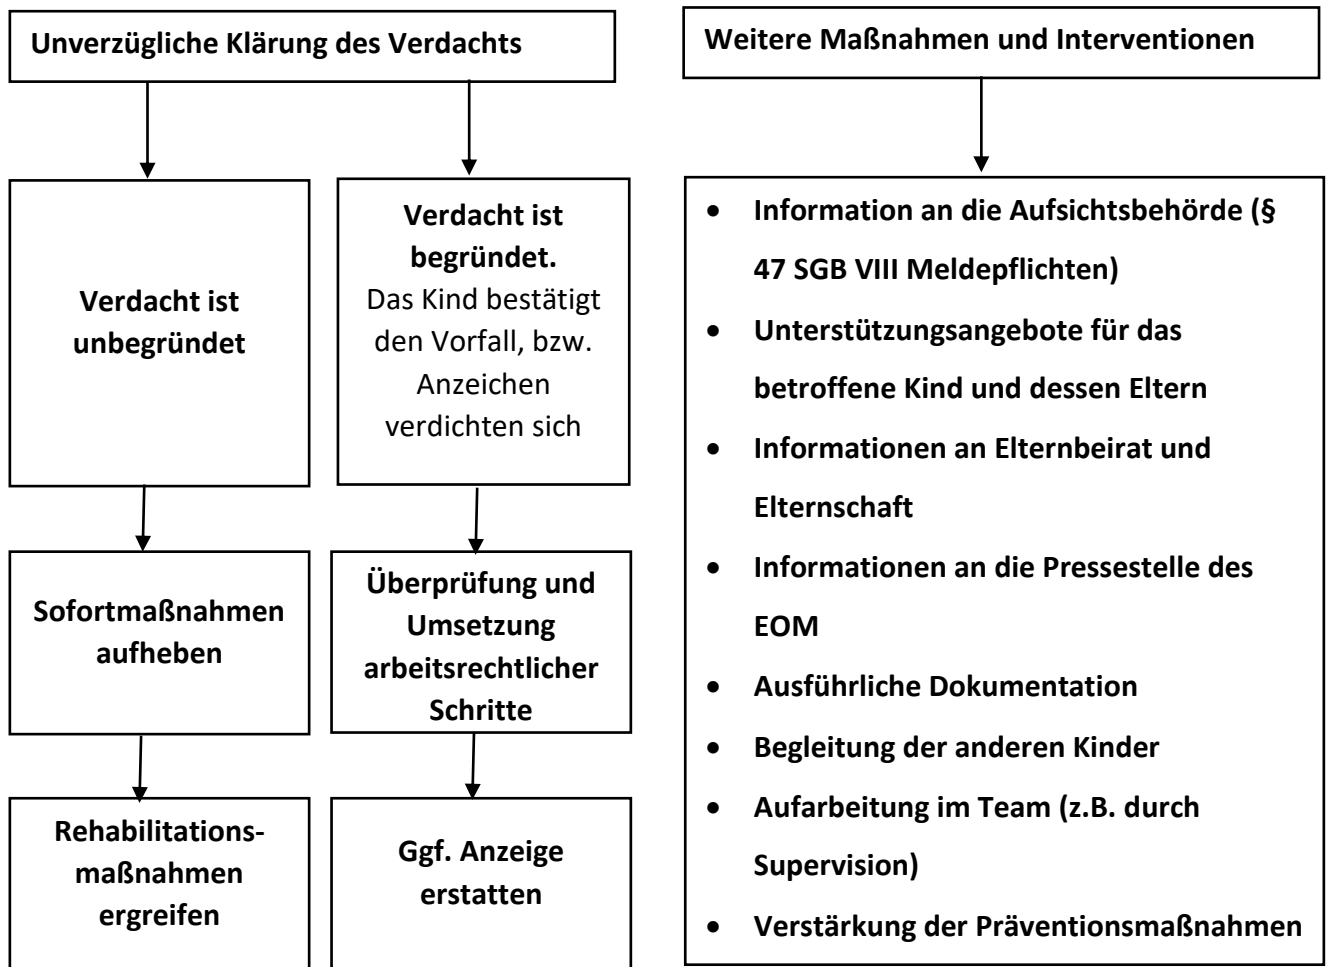 Unverzügliche Klärung des Verdachts
Verdacht ist
unbegründet
Sofortmaßnahmen
aufheben
Rehabilitations-
maßnahmen
ergreifen
Verdacht ist
begründet.
Das Kind bestätigt
den Vorfall, bzw.
Anzeichen
verdichten sich
Überprüfung und
Umsetzung
arbeitsrechtlicher
Schritte
Ggf. Anzeige
erstatten
Weitere Maßnahmen und Interventionen
• Information an die Aufsichtsbehörde (§
47 SGB VIII Meldepflichten)
• Unterstützungsangebote für das
betroffene Kind und dessen Eltern
• Informationen an Elternbeirat und
Elternschaft
• Informationen an die Pressestelle des
EOM
• Ausführliche Dokumentation
• Begleitung der anderen Kinder
• Aufarbeitung im Team (z.B. durch
Supervision)
• Verstärkung der Präventionsmaßnahmen